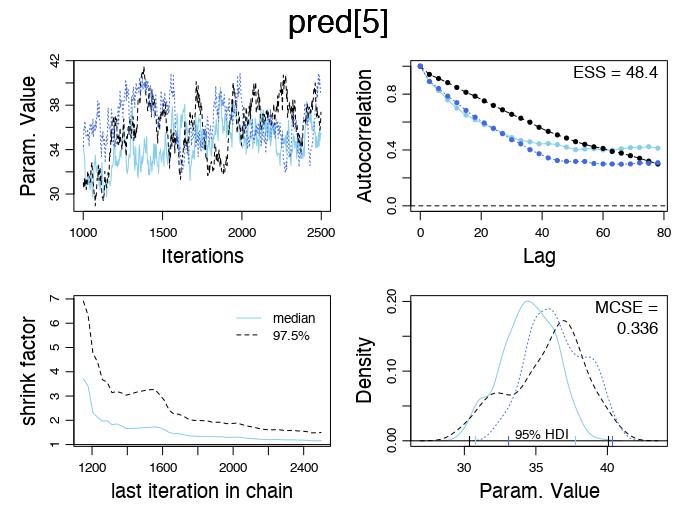 pred[5]
Param. Value
42
38
34
30
1000
1500
2000
2500
Iterations
Autocorrelation
0.8
0.4
0.0
ESS = 48.4
0
20
40
60
80
Lag
shrink factor
7
6
5
4
3
2
1
median
97.5%
1200
1600
2000
2400
last iteration in chain
Density
0.20
0.10
0.00
MCSE =
0.336
95% HDI
30
35
40
Param. Value